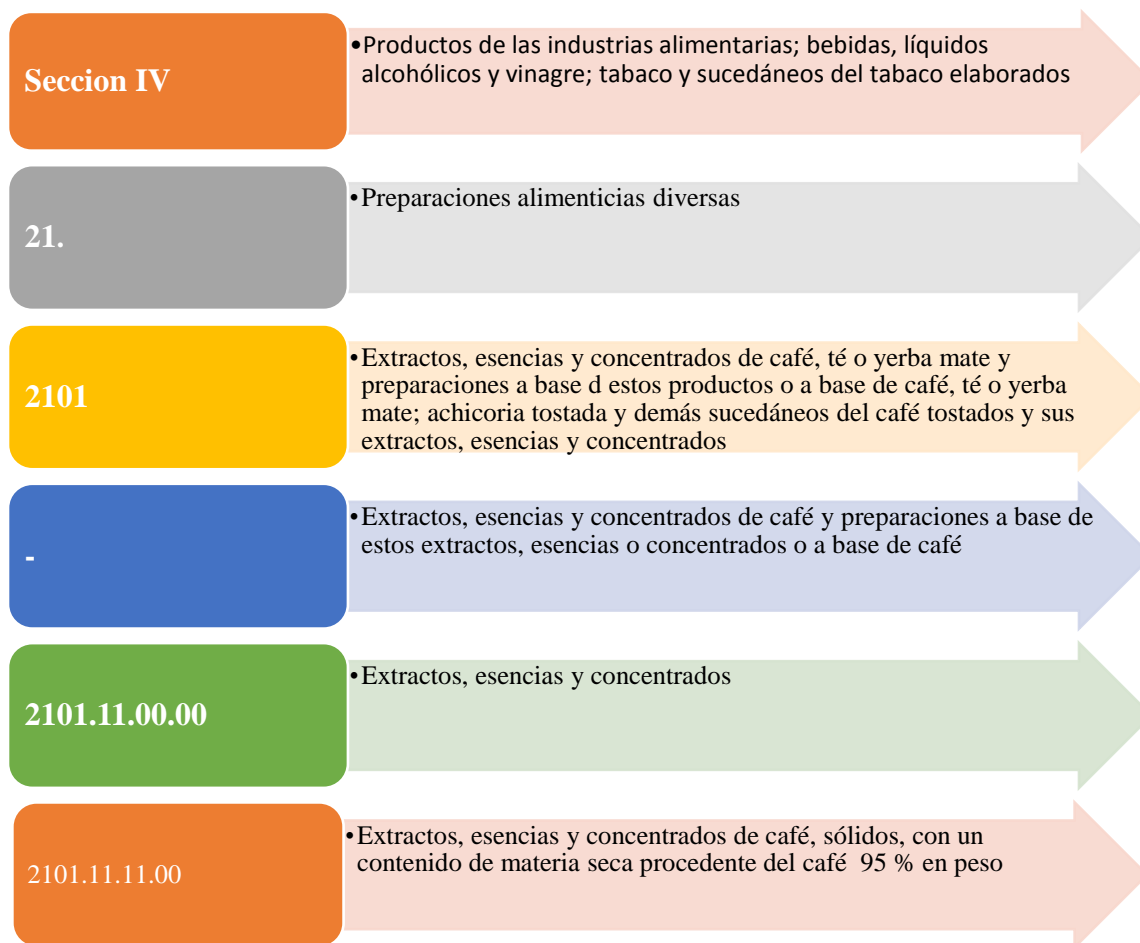 Seccion IV
•Productos de las industrias alimentarias; bebidas, líquidos
alcohólicos y vinagre; tabaco y sucedáneos del tabaco elaborados
21.
•Preparaciones alimenticias diversas
2101
•Extractos, esencias y concentrados de café, té o yerba mate y
preparaciones a base d estos productos o a base de café, té o yerba
mate; achicoria tostada y demás sucedáneos del café tostados y sus
extractos, esencias y concentrados
-
•Extractos, esencias y concentrados de café y preparaciones a base de
estos extractos, esencias o concentrados o a base de café
2101.11.00.00
•Extractos, esencias y concentrados
2101.11.11.00
•Extractos, esencias y concentrados de café, sólidos, con un
contenido de materia seca procedente del café 95 % en peso